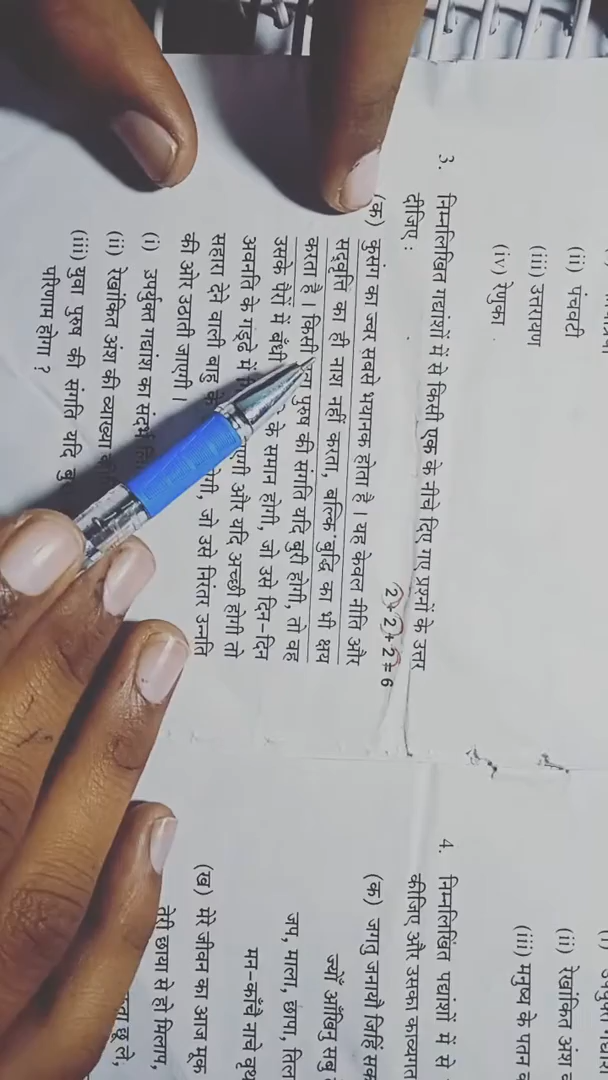 (ii) पंचवटी
(iii) उत्तरायण
(iv) रेणुका
3. निम्नलिखित गद्यांशों में से किसी एक के नीचे दिए गए प्रश्नों के उत्तर
दीजिए :
2+2+2=6
(क) कुसंग का ज्वर सबसे भयानक होता है। यह केवल नीति और
सद्वृत्ति का ही नाश नहीं करता, बल्कि बुद्धि का भी क्षय
करता है। किसी पुरुष की संगति यदि बुरी होगी, तो वह
उसके पैरों में बँधी के समान होगी, जो उसे दिन-दिन
अवनति के गड्ढे में और यदि अच्छी होगी तो
सहारा देने वाली बाहु के जो उसे निरंतर उन्नति
की ओर उठाती जाएगी।
(i) उपर्युक्त गद्यांश का संदर्भ
(ii) रेखांकित अंश की व्याख्या
(iii) युवा पुरुष की संगति यदि
परिणाम होगा ?
(ii) रेखांकित अंश
(iii) मनुष्य के पतन
4. निम्नलिखित पद्यांशों में से
कीजिए और उसका काव्यगत
(क) जगतु जनायौ जिहिं
ज्यौं आँखिनु सबु
जप, माला, छापा, तिल
मन-काँचै नाचै
(ख) मेरे जीवन का आज मूक
तेरी छाया से हो मिलाप,
छू लो,